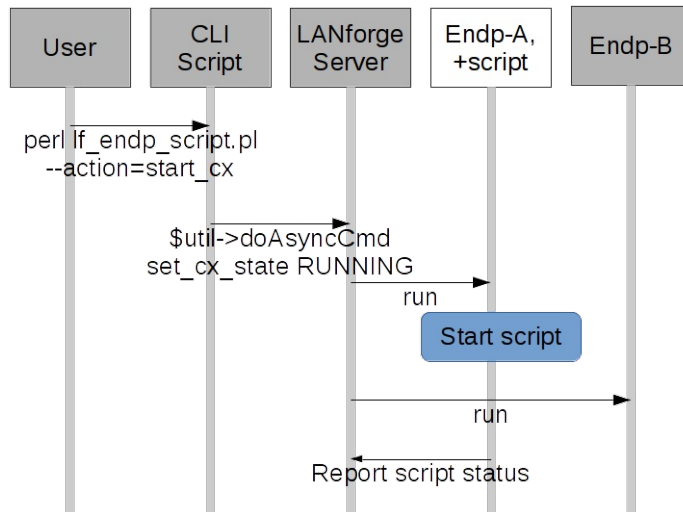 User
CLI
Script
LANforge
Server
Endp-A,
+script
Endp-B
perl lf_endp_script.pl
--action=start_cx
$util->doAsyncCmd
set_cx_state RUNNING
run
Start script
run
Report script status